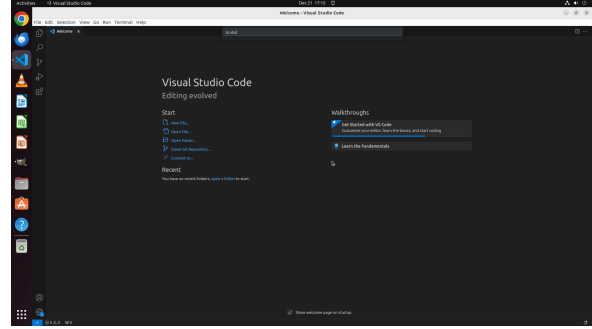 Activities Visual Studio Code Dec 21 17:15
Welcome - Visual Studio Code
File Edit Selection View Go Run Terminal Help
Welcome
Visual Studio Code
Editing evolved
Start
New File...
Open File...
Open Folder...
Clone Git Repository...
Connect to...
Recent
You have no recent folders, open a folder to start.
Walkthroughs
Get Started with VS Code
Customize your editor, learn the basics, and start coding
Learn the Fundamentals
Show welcome page on startup